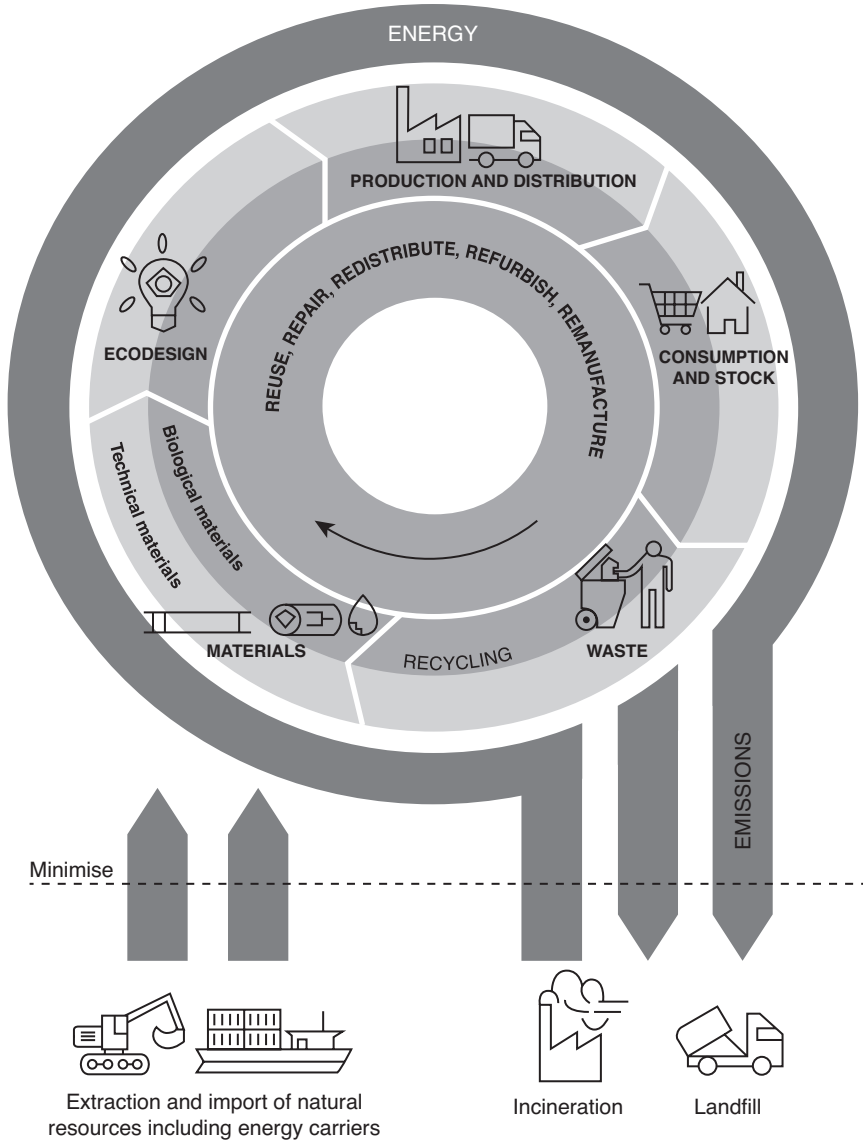 ENERGY
PRODUCTION AND DISTRIBUTION
REUSE, REPAIR, REDISTRIBUTE, REFURBISH, REMANUFACTURE
ECODESIGN
CONSUMPTION
AND STOCK
Technical materials
Biological materials
MATERIALS
RECYCLING
WASTE
EMISSIONS
Minimise
Extraction and import of natural
resources including energy carriers
Incineration
Landfill